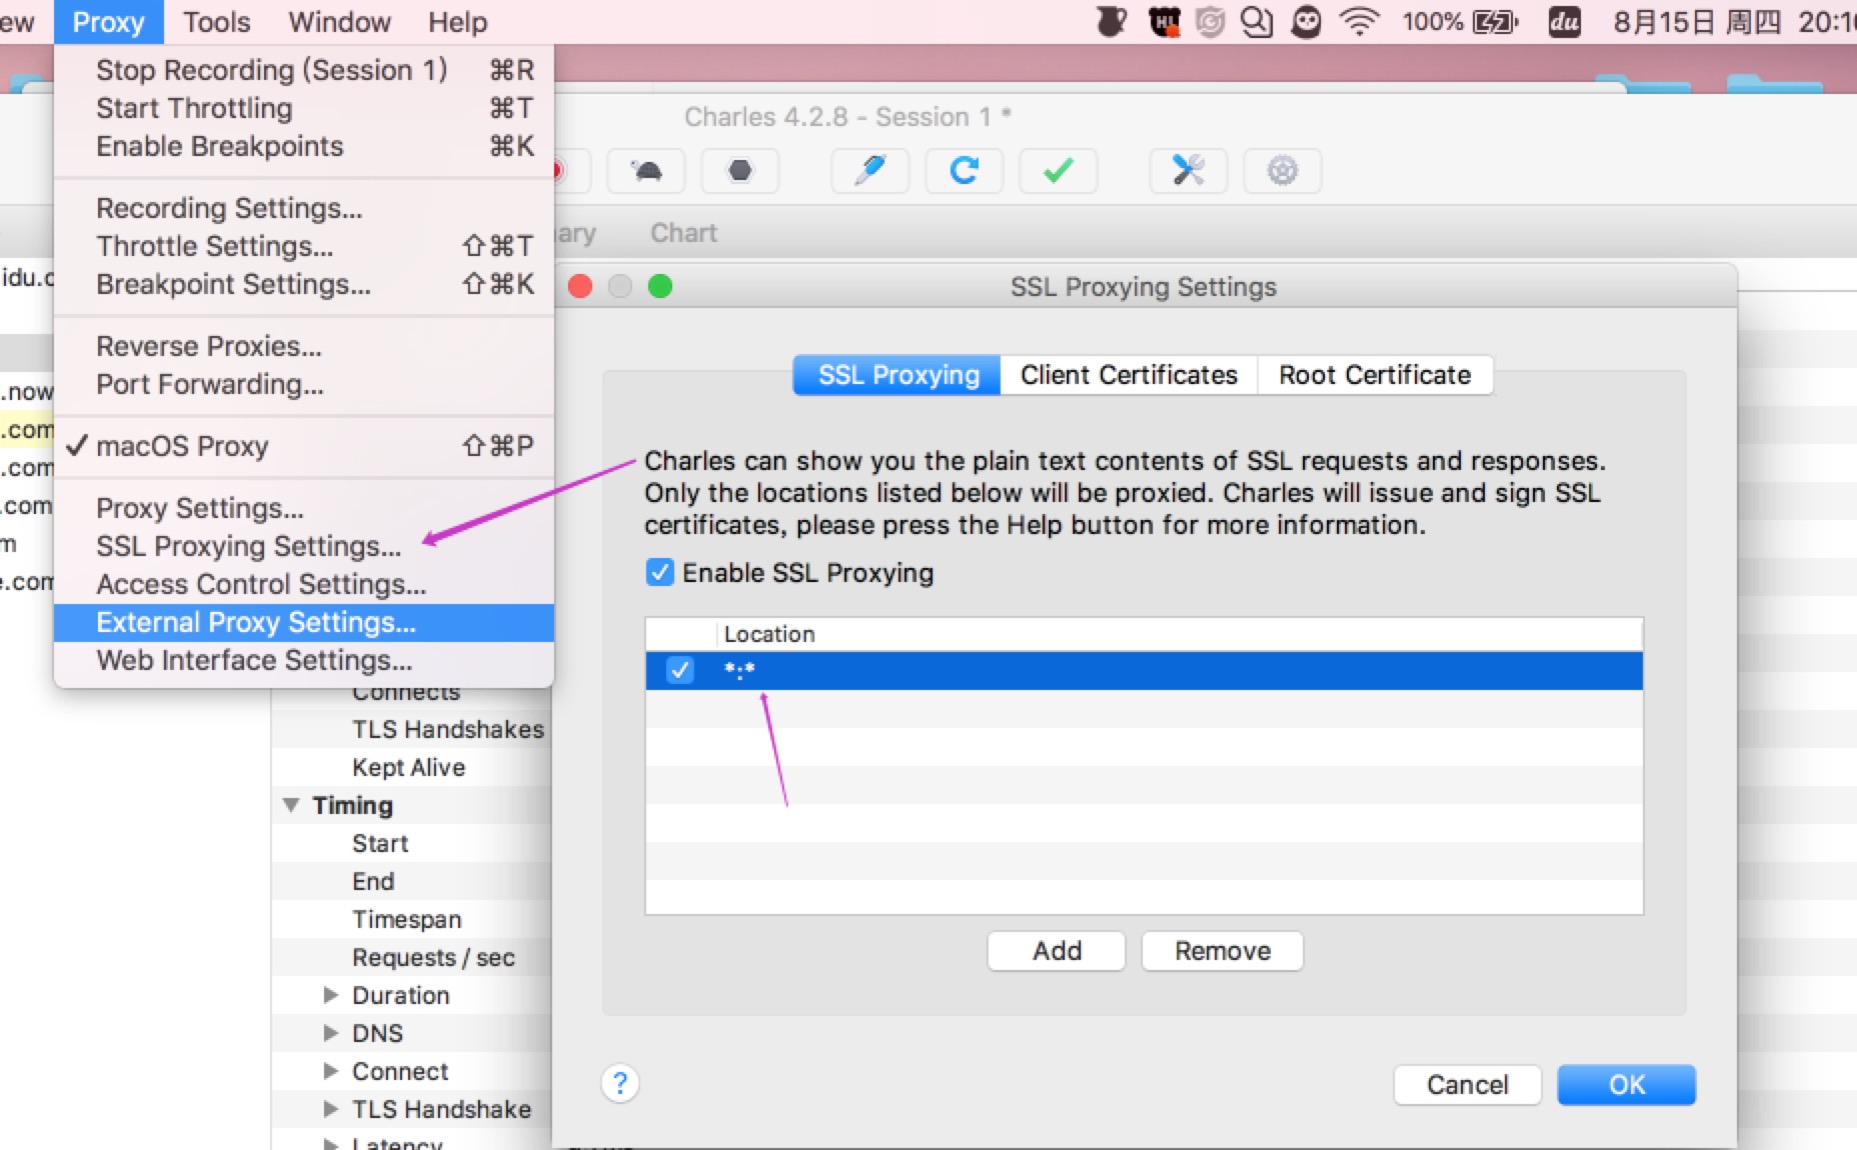 Proxy Tools Window Help 100% du 8月15日 周四
Stop Recording (Session 1) ⌘R
Start Throttling ⌘T
Enable Breakpoints ⌘K
Recording Settings...
Throttle Settings... ⇧⌘T
Breakpoint Settings... ⇧⌘K
Reverse Proxies...
Port Forwarding...
✓ macOS Proxy ⇧⌘P
Proxy Settings...
SSL Proxying Settings...
Access Control Settings...
External Proxy Settings...
Web Interface Settings...
Charles 4.2.8 - Session 1 *
Chart
idu.c
.now
.com
.com
.com
m
e.com
Connects
TLS Handshakes
Kept Alive
Timing
Start
End
Timespan
Requests / sec
Duration
DNS
Connect
TLS Handshake
Latency
SSL Proxying Settings
SSL Proxying Client Certificates Root Certificate
Charles can show you the plain text contents of SSL requests and responses.
Only the locations listed below will be proxied. Charles will issue and sign SSL
certificates, please press the Help button for more information.
Enable SSL Proxying
Location
*:*
Add Remove
? Cancel OK